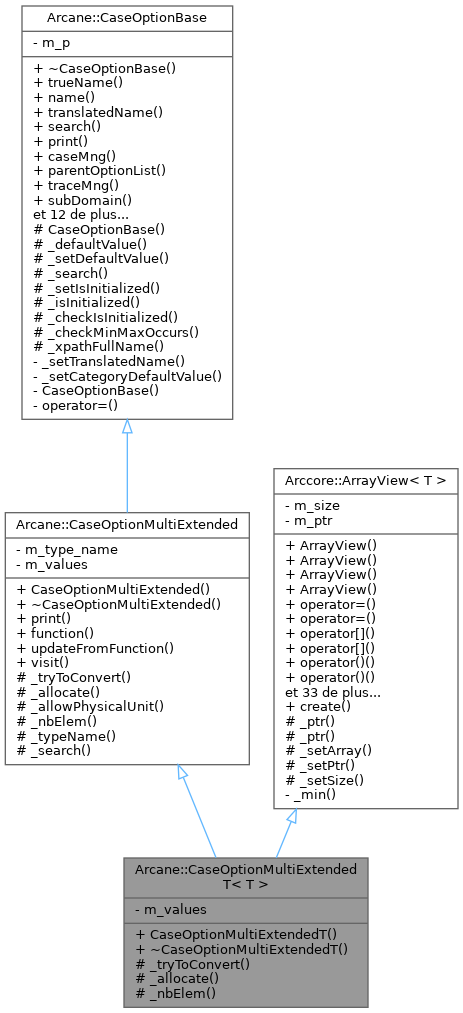 Arcane::CaseOptionBase
- m_p
+ ~CaseOptionBase()
+ trueName()
+ name()
+ translatedName()
+ search()
+ print()
+ caseMng()
+ parentOptionList()
+ traceMng()
+ subDomain()
et 12 de plus...
# CaseOptionBase()
# _defaultValue()
# _setDefaultValue()
# _search()
# _setIsInitialized()
# _isInitialized()
# _checkIsInitialized()
# _checkMinMaxOccurs()
# _xpathFullName()
- _setTranslatedName()
- _setCategoryDefaultValue()
- CaseOptionBase()
- operator=()
Arcane::CaseOptionMultiExtended
- m_type_name
- m_values
+ CaseOptionMultiExtended()
+ ~CaseOptionMultiExtended()
+ print()
+ function()
+ updateFromFunction()
+ visit()
# _tryToConvert()
# _allocate()
# _allowPhysicalUnit()
# _nbElem()
# _typeName()
# _search()
Arccore::ArrayView< T >
- m_size
- m_ptr
+ ArrayView()
+ ArrayView()
+ ArrayView()
+ ArrayView()
+ operator=()
+ operator=()
+ operator[]()
+ operator[]()
+ operator()()
+ operator()()
et 33 de plus...
+ create()
# _ptr()
# _ptr()
# _setArray()
# _setPtr()
# _setSize()
- _min()
Arcane::CaseOptionMultiExtended
T< T >
- m_values
+ CaseOptionMultiExtendedT()
+ ~CaseOptionMultiExtendedT()
# _tryToConvert()
# _allocate()
# _nbElem()